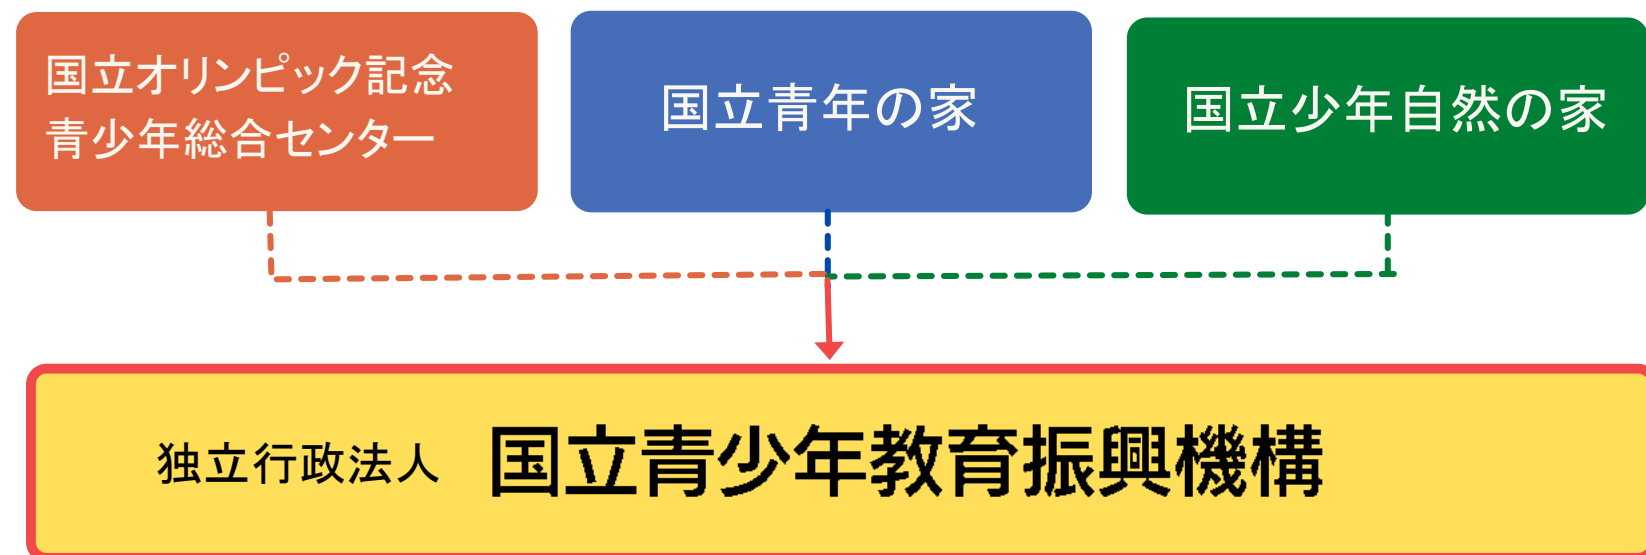 国立オリンピック記念
青少年総合センター
国立青年の家
国立少年自然の家
独立行政法人 国立青少年教育振興機構